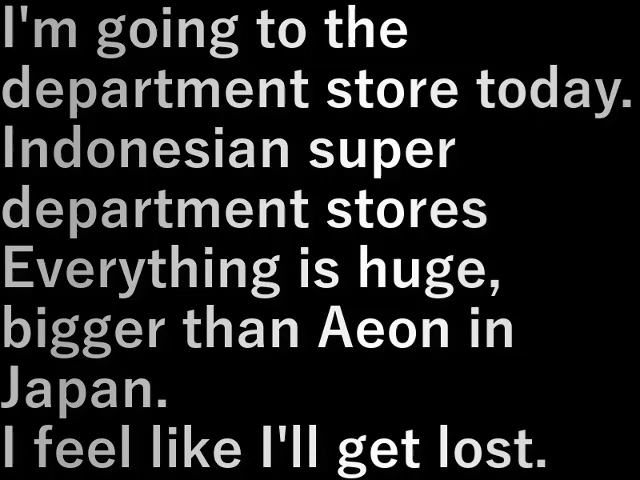 I'm going to the
department store today.
Indonesian super
department stores
Everything is huge,
bigger than Aeon in
Japan.
I feel like I'll get lost.